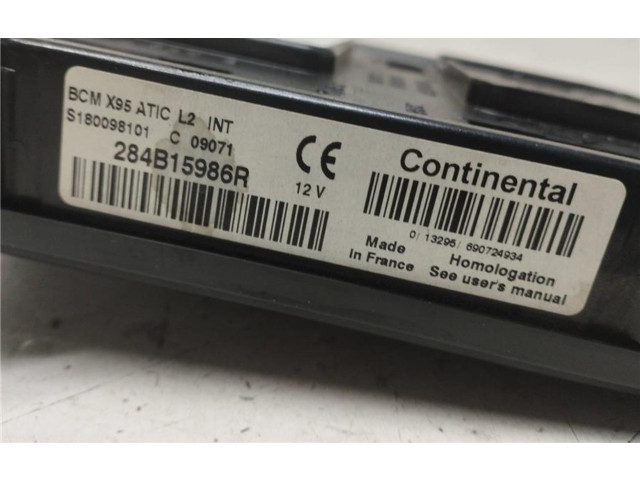 BCM X95 ATIC L2 INT
S180098101 C 09071
284B15986R
CE
12 V
Continental
0/ 13295/ 690724934
Made
In France
Homologation
See user's manual